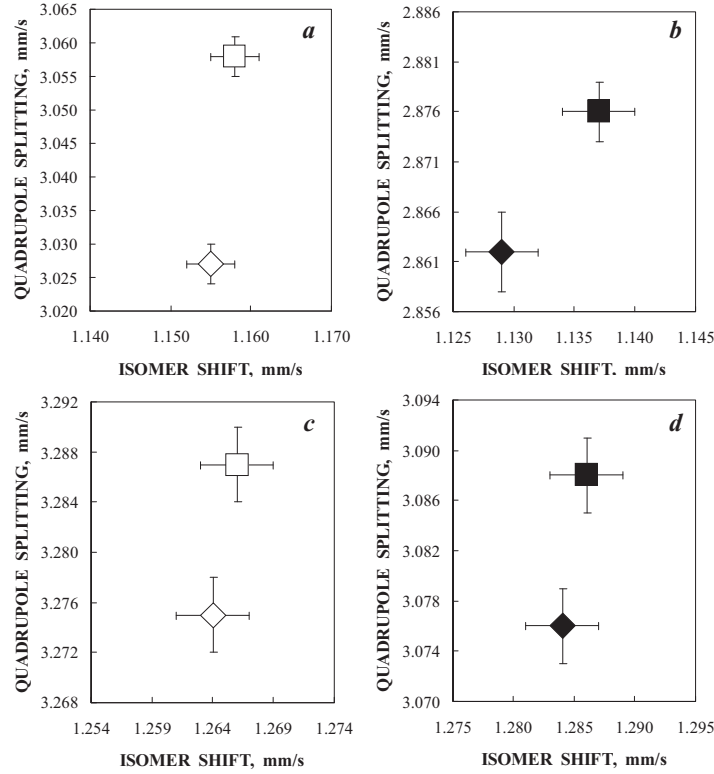 a
QUADRUPOLE SPLITTING, mm/s
3.065
3.060
3.055
3.050
3.045
3.040
3.035
3.030
3.025
3.020
1.140 1.150 1.160 1.170
ISOMER SHIFT, mm/s
b
QUADRUPOLE SPLITTING, mm/s
2.886
2.881
2.876
2.871
2.866
2.861
2.856
1.125 1.130 1.135 1.140 1.145
ISOMER SHIFT, mm/s
c
QUADRUPOLE SPLITTING, mm/s
3.292
3.288
3.284
3.280
3.276
3.272
3.268
1.254 1.259 1.264 1.269 1.274
ISOMER SHIFT, mm/s
d
QUADRUPOLE SPLITTING, mm/s
3.094
3.090
3.086
3.082
3.078
3.074
3.070
1.275 1.280 1.285 1.290 1.295
ISOMER SHIFT, mm/s